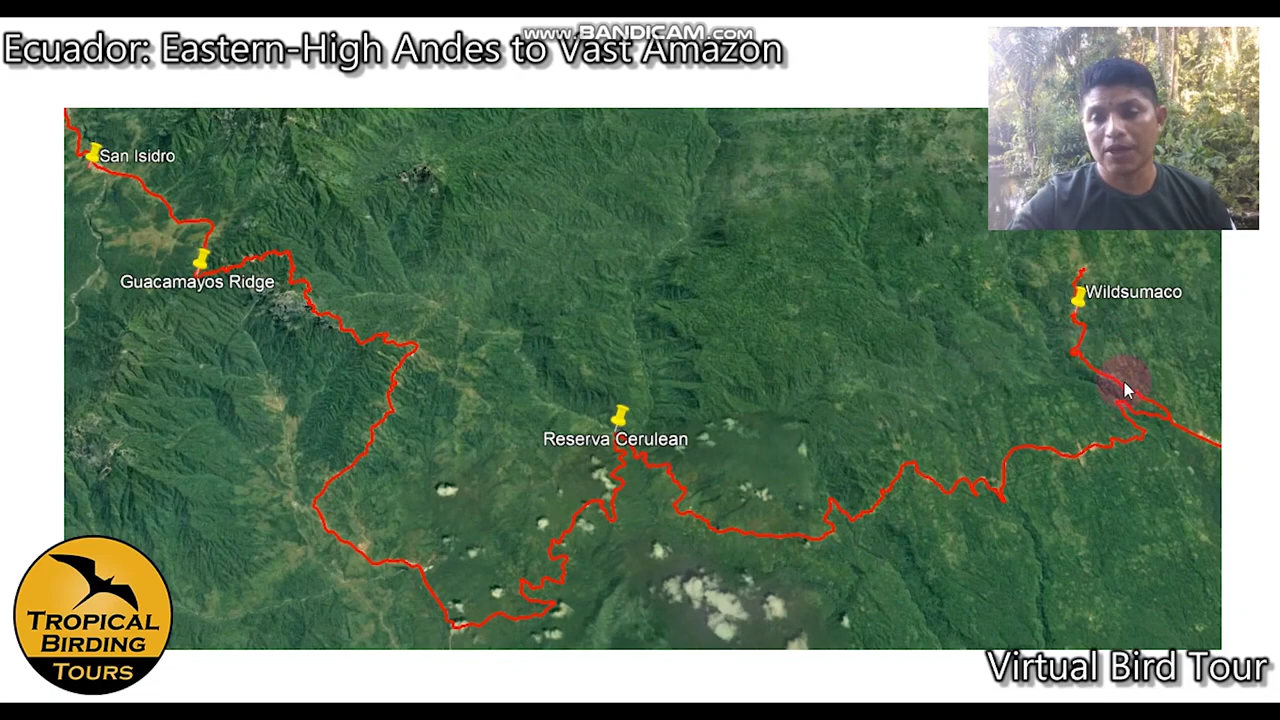 www.BANDICAM.com
Ecuador: Eastern-High Andes to Vast Amazon
San Isidro
Guacamayos Ridge
Wildsumaco
Reserva Cerulean
TROPICAL
BIRDING
TOURS
Virtual Bird Tour